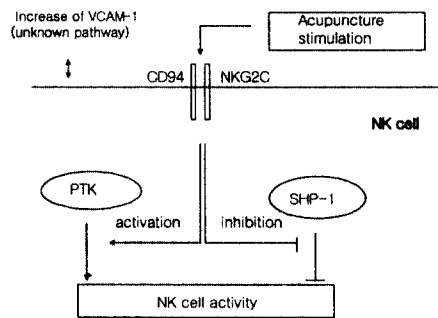 Increase of VCAM-1
(unknown pathway)
Acupuncture
stimulation
CD94
NKG2C
NK cell
PTK
SHP-1
activation
inhibition
NK cell activity